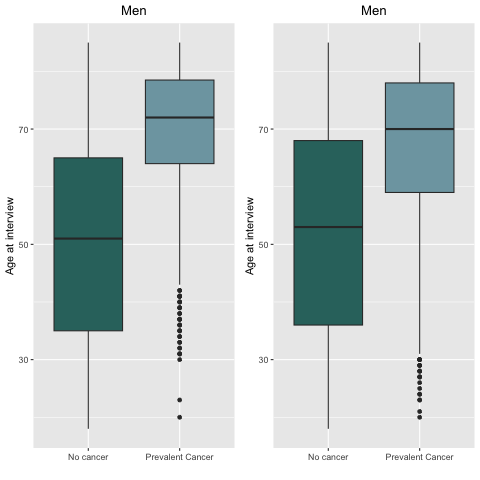 Men
Age at interview
70
50
30
No cancer
Prevalent Cancer
Men
Age at interview
70
50
30
No cancer
Prevalent Cancer